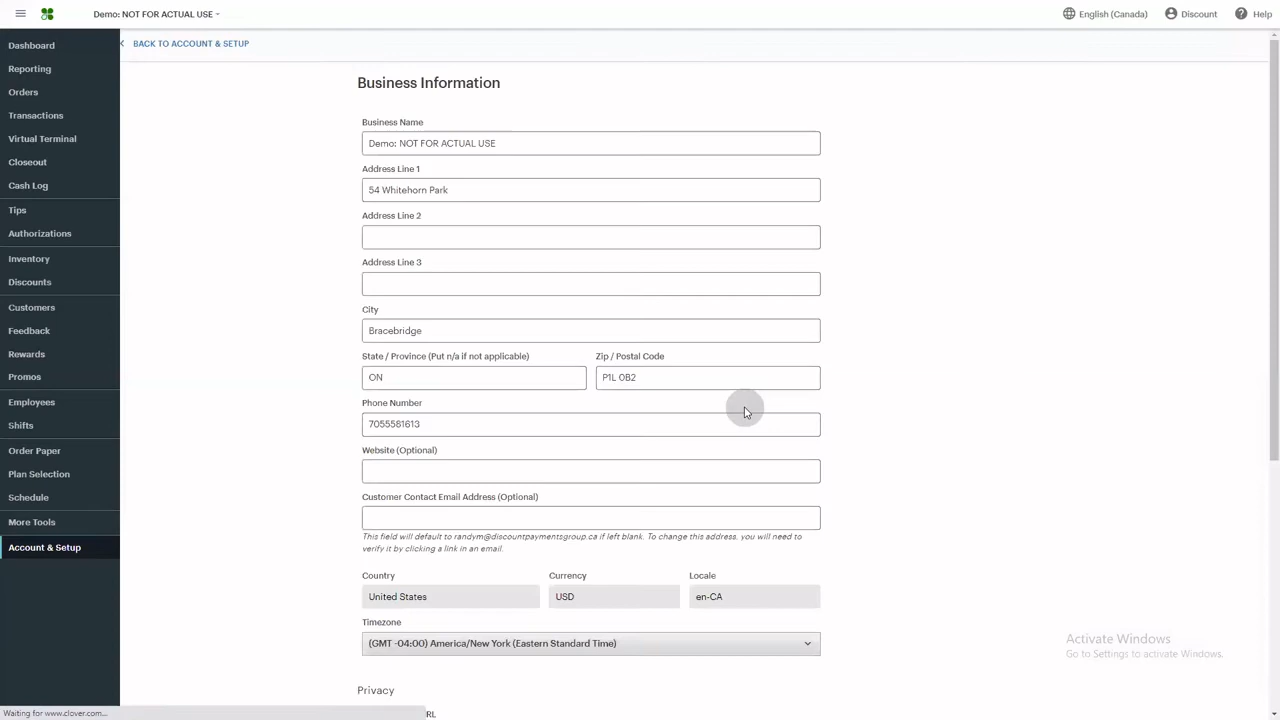 Demo: NOT FOR ACTUAL USE
English (Canada)
Discount
Help
Dashboard
Reporting
Orders
Transactions
Virtual Terminal
Closeout
Cash Log
Tips
Authorizations
Inventory
Discounts
Customers
Feedback
Rewards
Promos
Employees
Shifts
Order Paper
Plan Selection
Schedule
More Tools
Account & Setup
BACK TO ACCOUNT & SETUP
Business Information
Business Name
Demo: NOT FOR ACTUAL USE
Address Line 1
54 Whitehorn Park
Address Line 2
Address Line 3
City
Bracebridge
State / Province (Put n/a if not applicable)
Zip / Postal Code
ON
P1L 0B2
Phone Number
7055581613
Website (Optional)
Customer Contact Email Address (Optional)
This field will default to randym@discountpaymentsgroup.ca if left blank. To change this address, you will need to
verify it by clicking a link in an email.
Country
Currency
Locale
United States
USD
en-CA
Timezone
(GMT -04:00) America/New York (Eastern Standard Time)
Privacy
RL
Activate Windows
Go to Settings to activate Windows.
Waiting for www.clover.com...